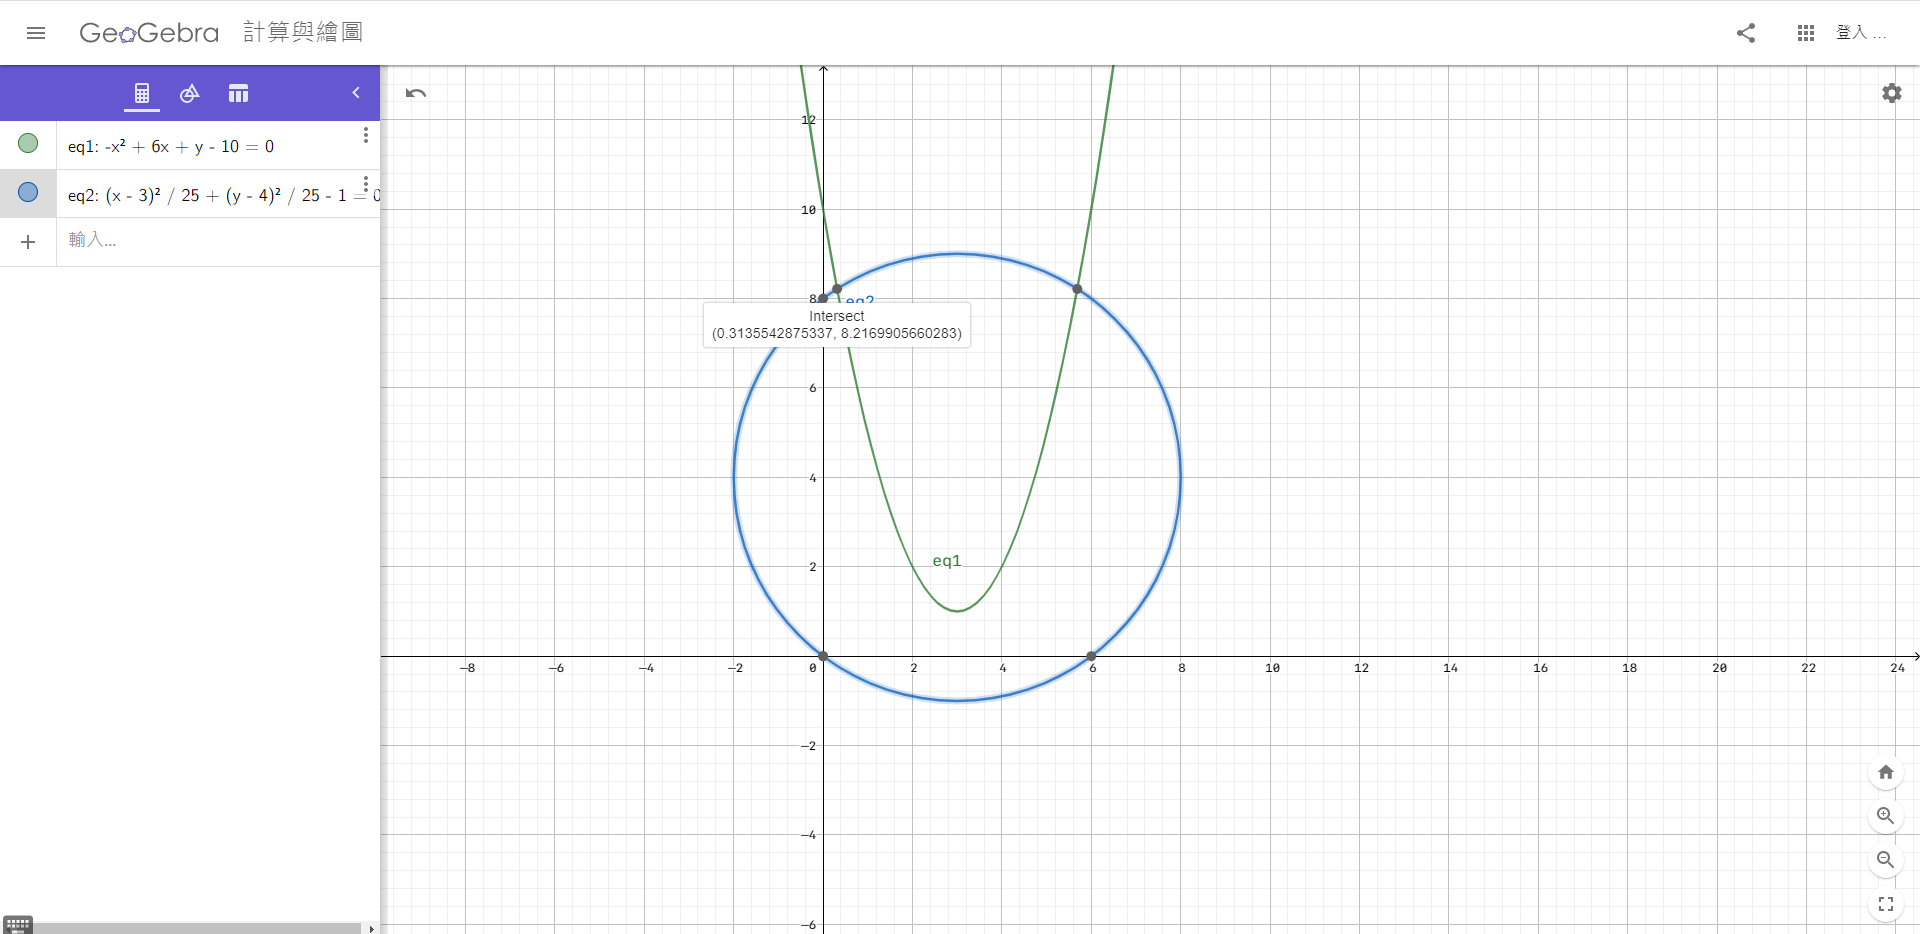 GeoGebra 計算與繪圖 登入 ...
eq1: -x² + 6x + y - 10 = 0
eq2: (x - 3)² / 25 + (y - 4)² / 25 - 1 = 0
輸入...
12
10
8
eq2
Intersect
(0.3135542875337, 8.2169905660283)
6
4
eq1
2
−8 −6 −4 −2 0 2 4 6 8 10 12 14 16 18 20 22 24
−2
−4
−6